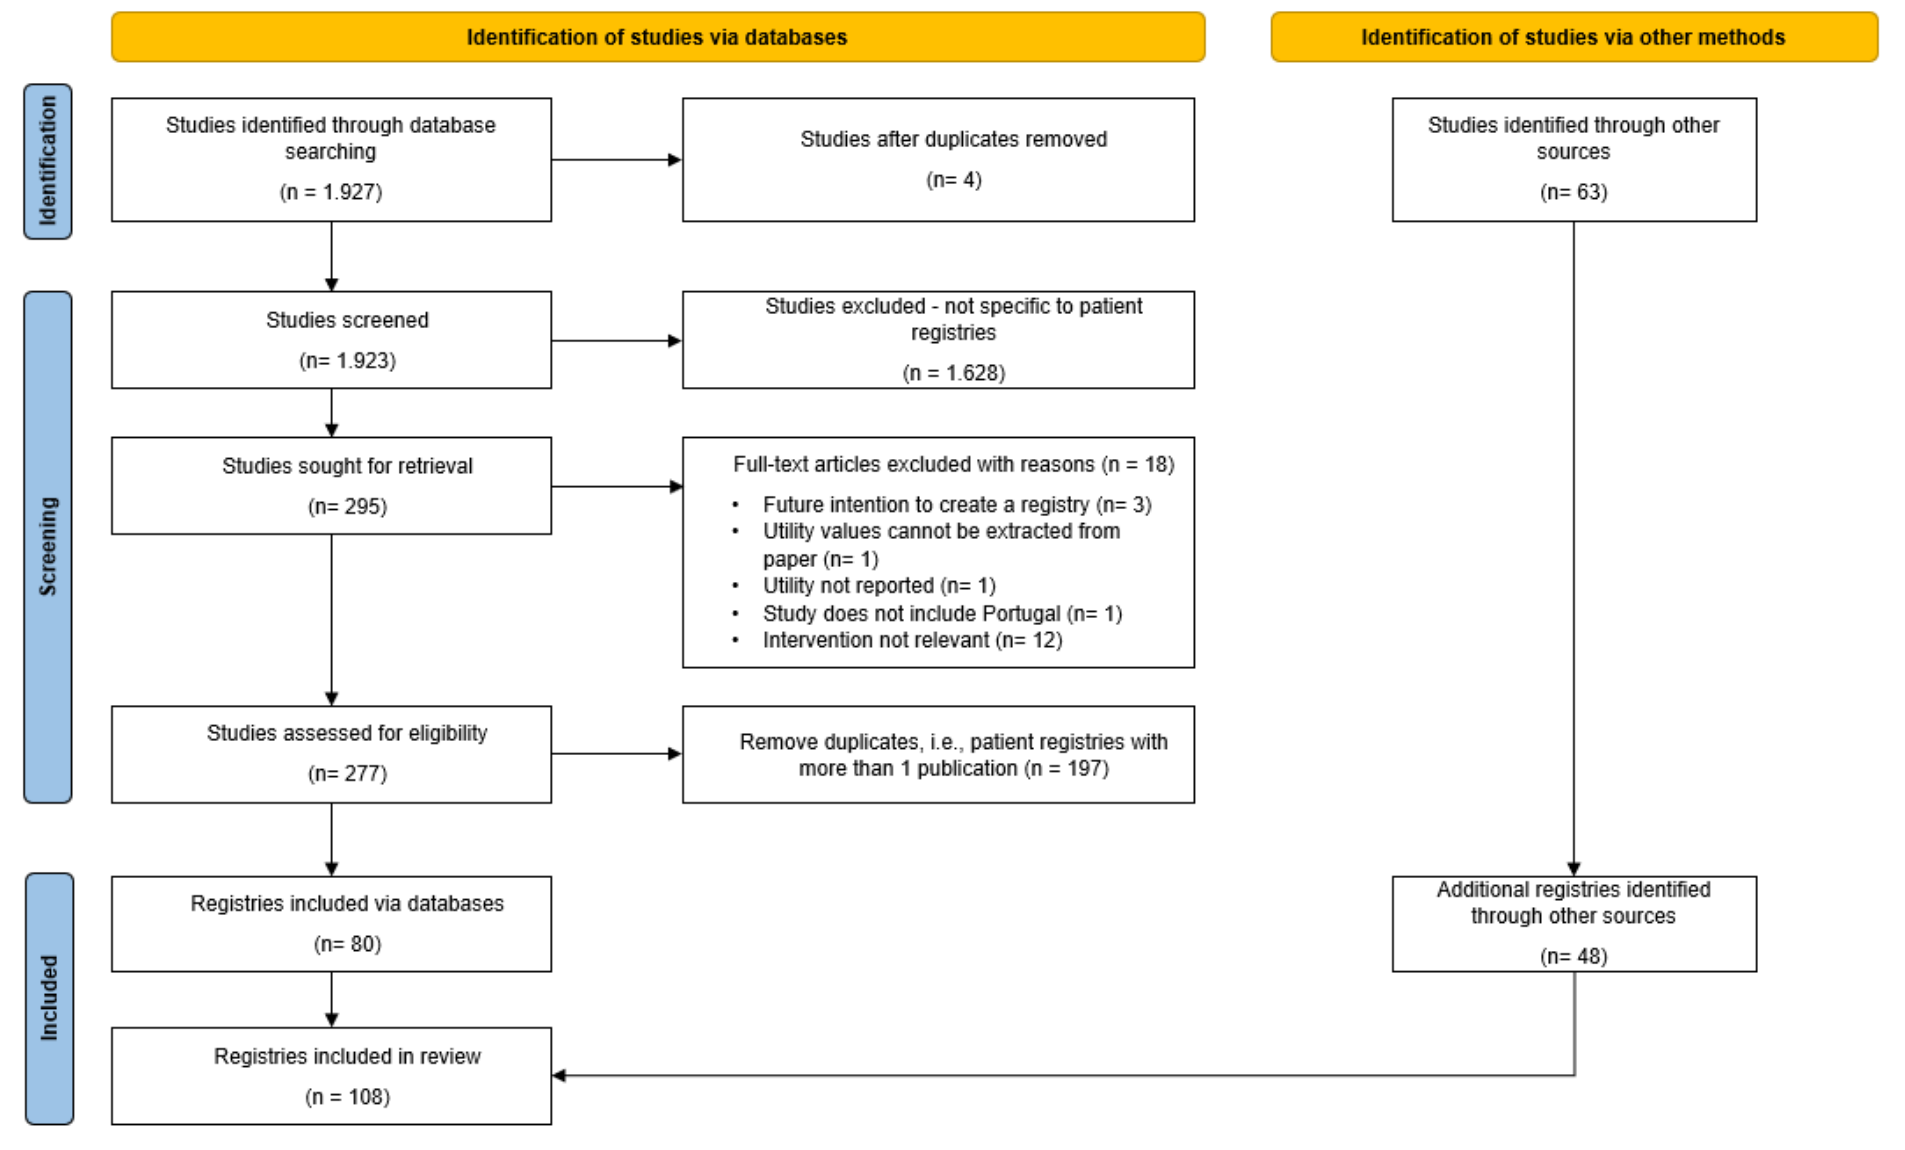 Identification of studies via databases
Identification of studies via other methods
Identification
Studies identified through database
searching
(n = 1.927)
Studies after duplicates removed
(n= 4)
Studies identified through other
sources
(n= 63)
Screening
Studies screened
(n= 1.923)
Studies excluded - not specific to patient
registries
(n = 1.628)
Studies sought for retrieval
(n= 295)
Full-text articles excluded with reasons (n = 18)
• Future intention to create a registry (n= 3)
• Utility values cannot be extracted from
paper (n= 1)
• Utility not reported (n= 1)
• Study does not include Portugal (n= 1)
• Intervention not relevant (n= 12)
Studies assessed for eligibility
(n= 277)
Remove duplicates, i.e., patient registries with
more than 1 publication (n = 197)
Included
Registries included via databases
(n= 80)
Additional registries identified
through other sources
(n= 48)
Registries included in review
(n = 108)